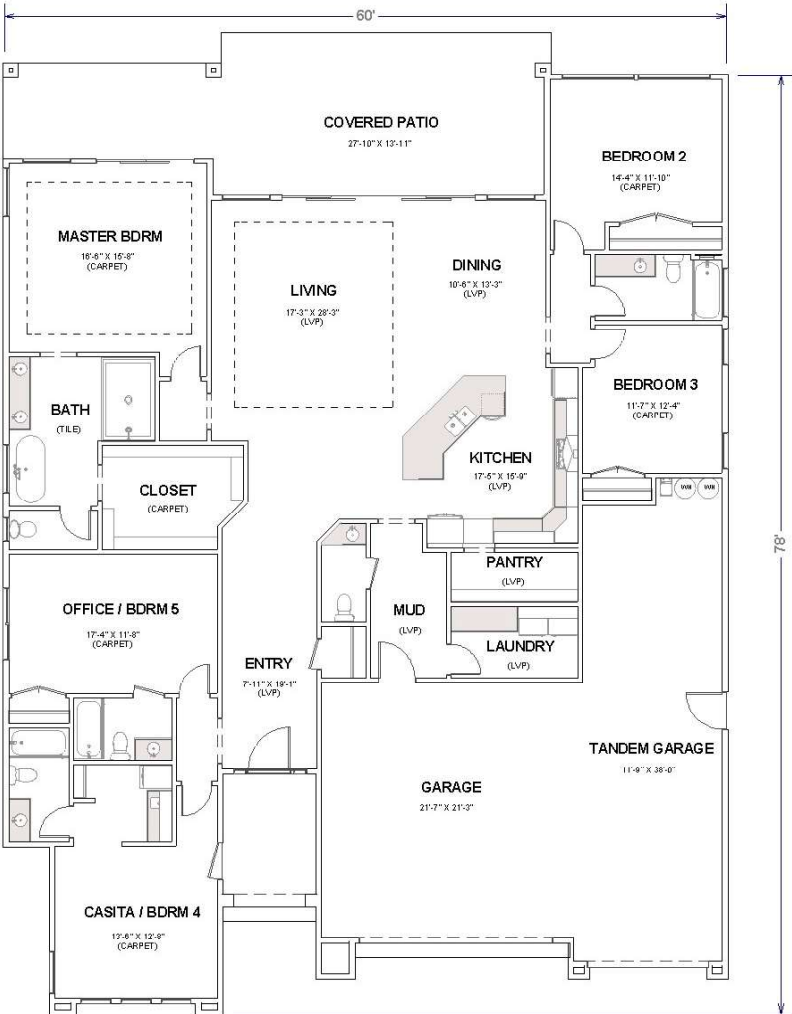 60'
COVERED PATIO
27'-10" X 13'-11"
BEDROOM 2
14'-4" X 11'-10"
(CARPET)
MASTER BDRM
16'-6" X 15'-8"
(CARPET)
LIVING
17'-3" X 28'-3"
(LVP)
DINING
10'-6" X 13'-3"
(LVP)
BEDROOM 3
11'-7" X 12'-4"
(CARPET)
BATH
(TILE)
KITCHEN
17'-5" X 15'-9"
(LVP)
CLOSET
(CARPET)
78'
PANTRY
(LVP)
OFFICE / BDRM 5
17'-4" X 11'-8"
(CARPET)
MUD
(LVP)
LAUNDRY
(LVP)
ENTRY
7'-11" X 19'-1"
(LVP)
TANDEM GARAGE
11'-9" X 38'-0"
GARAGE
21'-7" X 21'-3"
CASITA / BDRM 4
(CARPET)